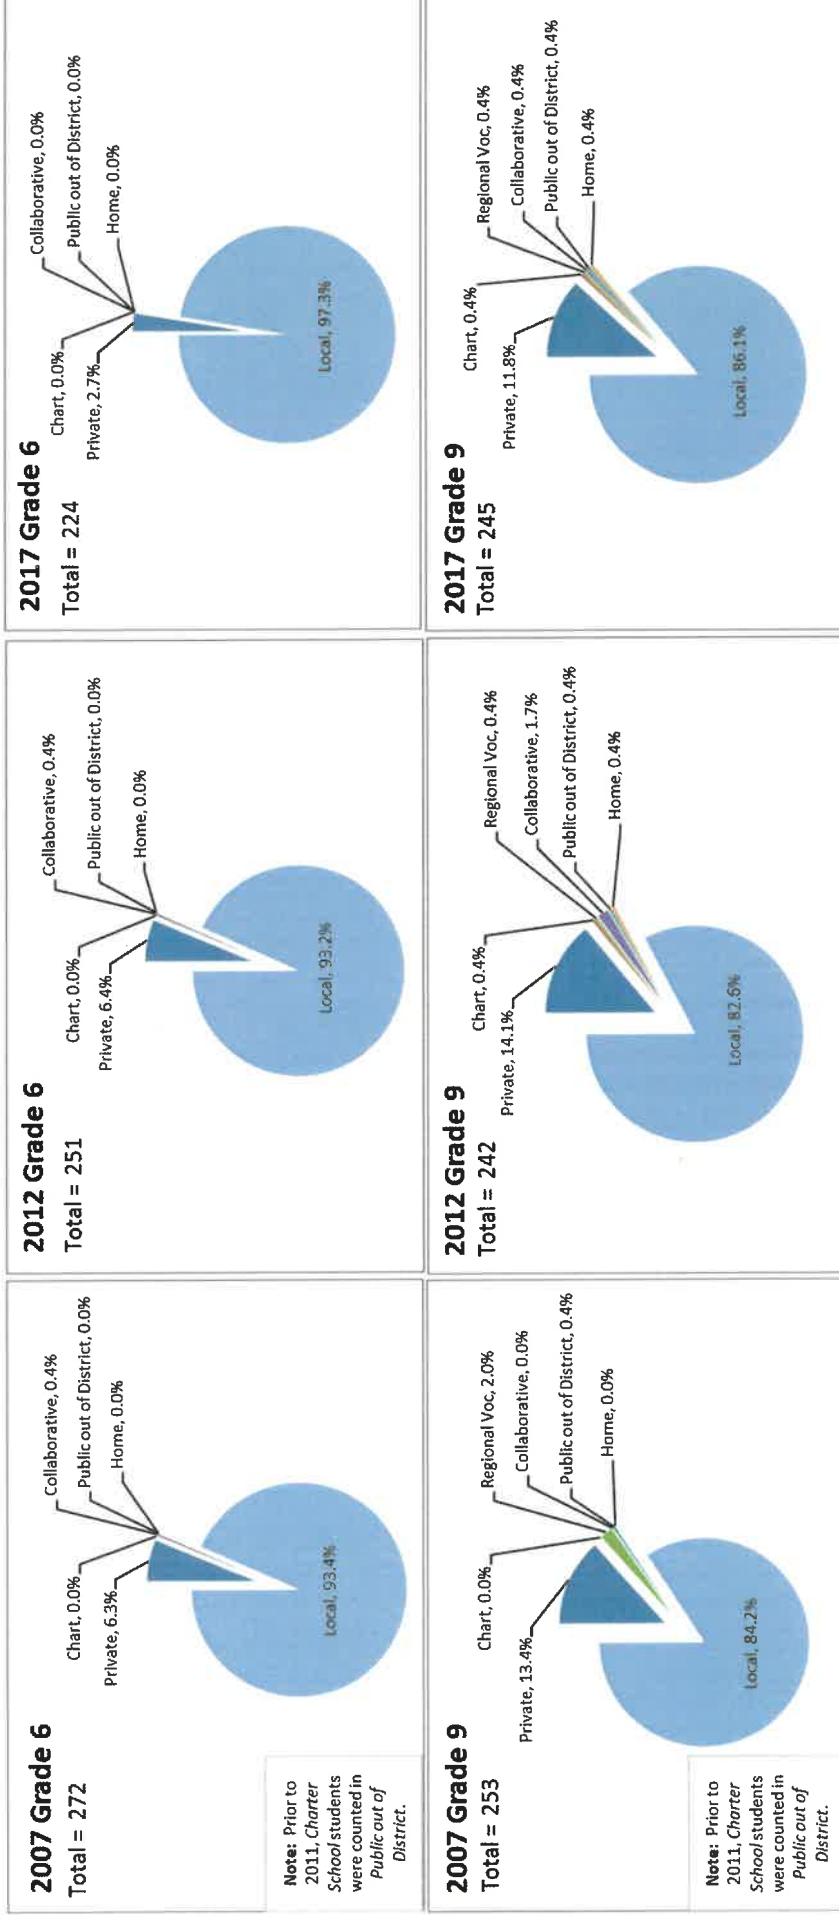 2007 Grade 6
Total = 272
Chart, 0.0%
Private, 6.3%
Collaborative, 0.4%
Public out of District, 0.0%
Home, 0.0%
Local, 93.4%
Note: Prior to
2011, Charter
School students
were counted in
Public out of
District.
2012 Grade 6
Total = 251
Chart, 0.0%
Private, 6.4%
Collaborative, 0.4%
Public out of District, 0.0%
Home, 0.0%
Local, 93.2%
2017 Grade 6
Total = 224
Chart, 0.0%
Private, 2.7%
Collaborative, 0.0%
Public out of District, 0.0%
Home, 0.0%
Local, 97.3%
2007 Grade 9
Total = 253
Chart, 0.0%
Private, 13.4%
Regional Voc, 2.0%
Collaborative, 0.0%
Public out of District, 0.4%
Home, 0.0%
Local, 84.2%
Note: Prior to
2011, Charter
School students
were counted in
Public out of
District.
2012 Grade 9
Total = 242
Chart, 0.4%
Private, 14.1%
Regional Voc, 0.4%
Collaborative, 1.7%
Public out of District, 0.4%
Home, 0.4%
Local, 82.6%
2017 Grade 9
Total = 245
Chart, 0.4%
Private, 11.8%
Regional Voc, 0.4%
Collaborative, 0.4%
Public out of District, 0.4%
Home, 0.4%
Local, 86.1%